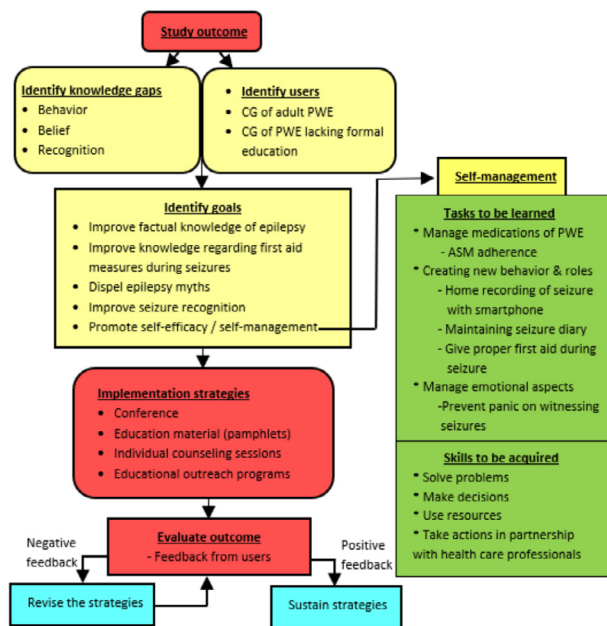 Study outcome
Identify knowledge gaps
• Behavior
• Belief
• Recognition
• Identify users
• CG of adult PWE
• CG of PWE lacking formal
education
Identify goals
• Improve factual knowledge of epilepsy
• Improve knowledge regarding first aid
measures during seizures
• Dispel epilepsy myths
• Improve seizure recognition
• Promote self-efficacy / self-management
Self-management
Tasks to be learned
* Manage medications of PWE
- ASM adherence
* Creating new behavior & roles
- Home recording of seizure
with smartphone
- Maintaining seizure diary
- Give proper first aid during
seizure
* Manage emotional aspects
-Prevent panic on witnessing
seizures
Skills to be acquired
* Solve problems
* Make decisions
* Use resources
* Take actions in partnership
with health care professionals
Implementation strategies
• Conference
• Education material (pamphlets)
• Individual counseling sessions
• Educational outreach programs
Evaluate outcome
- Feedback from users
Negative
feedback
Positive
feedback
Revise the strategies
Sustain strategies